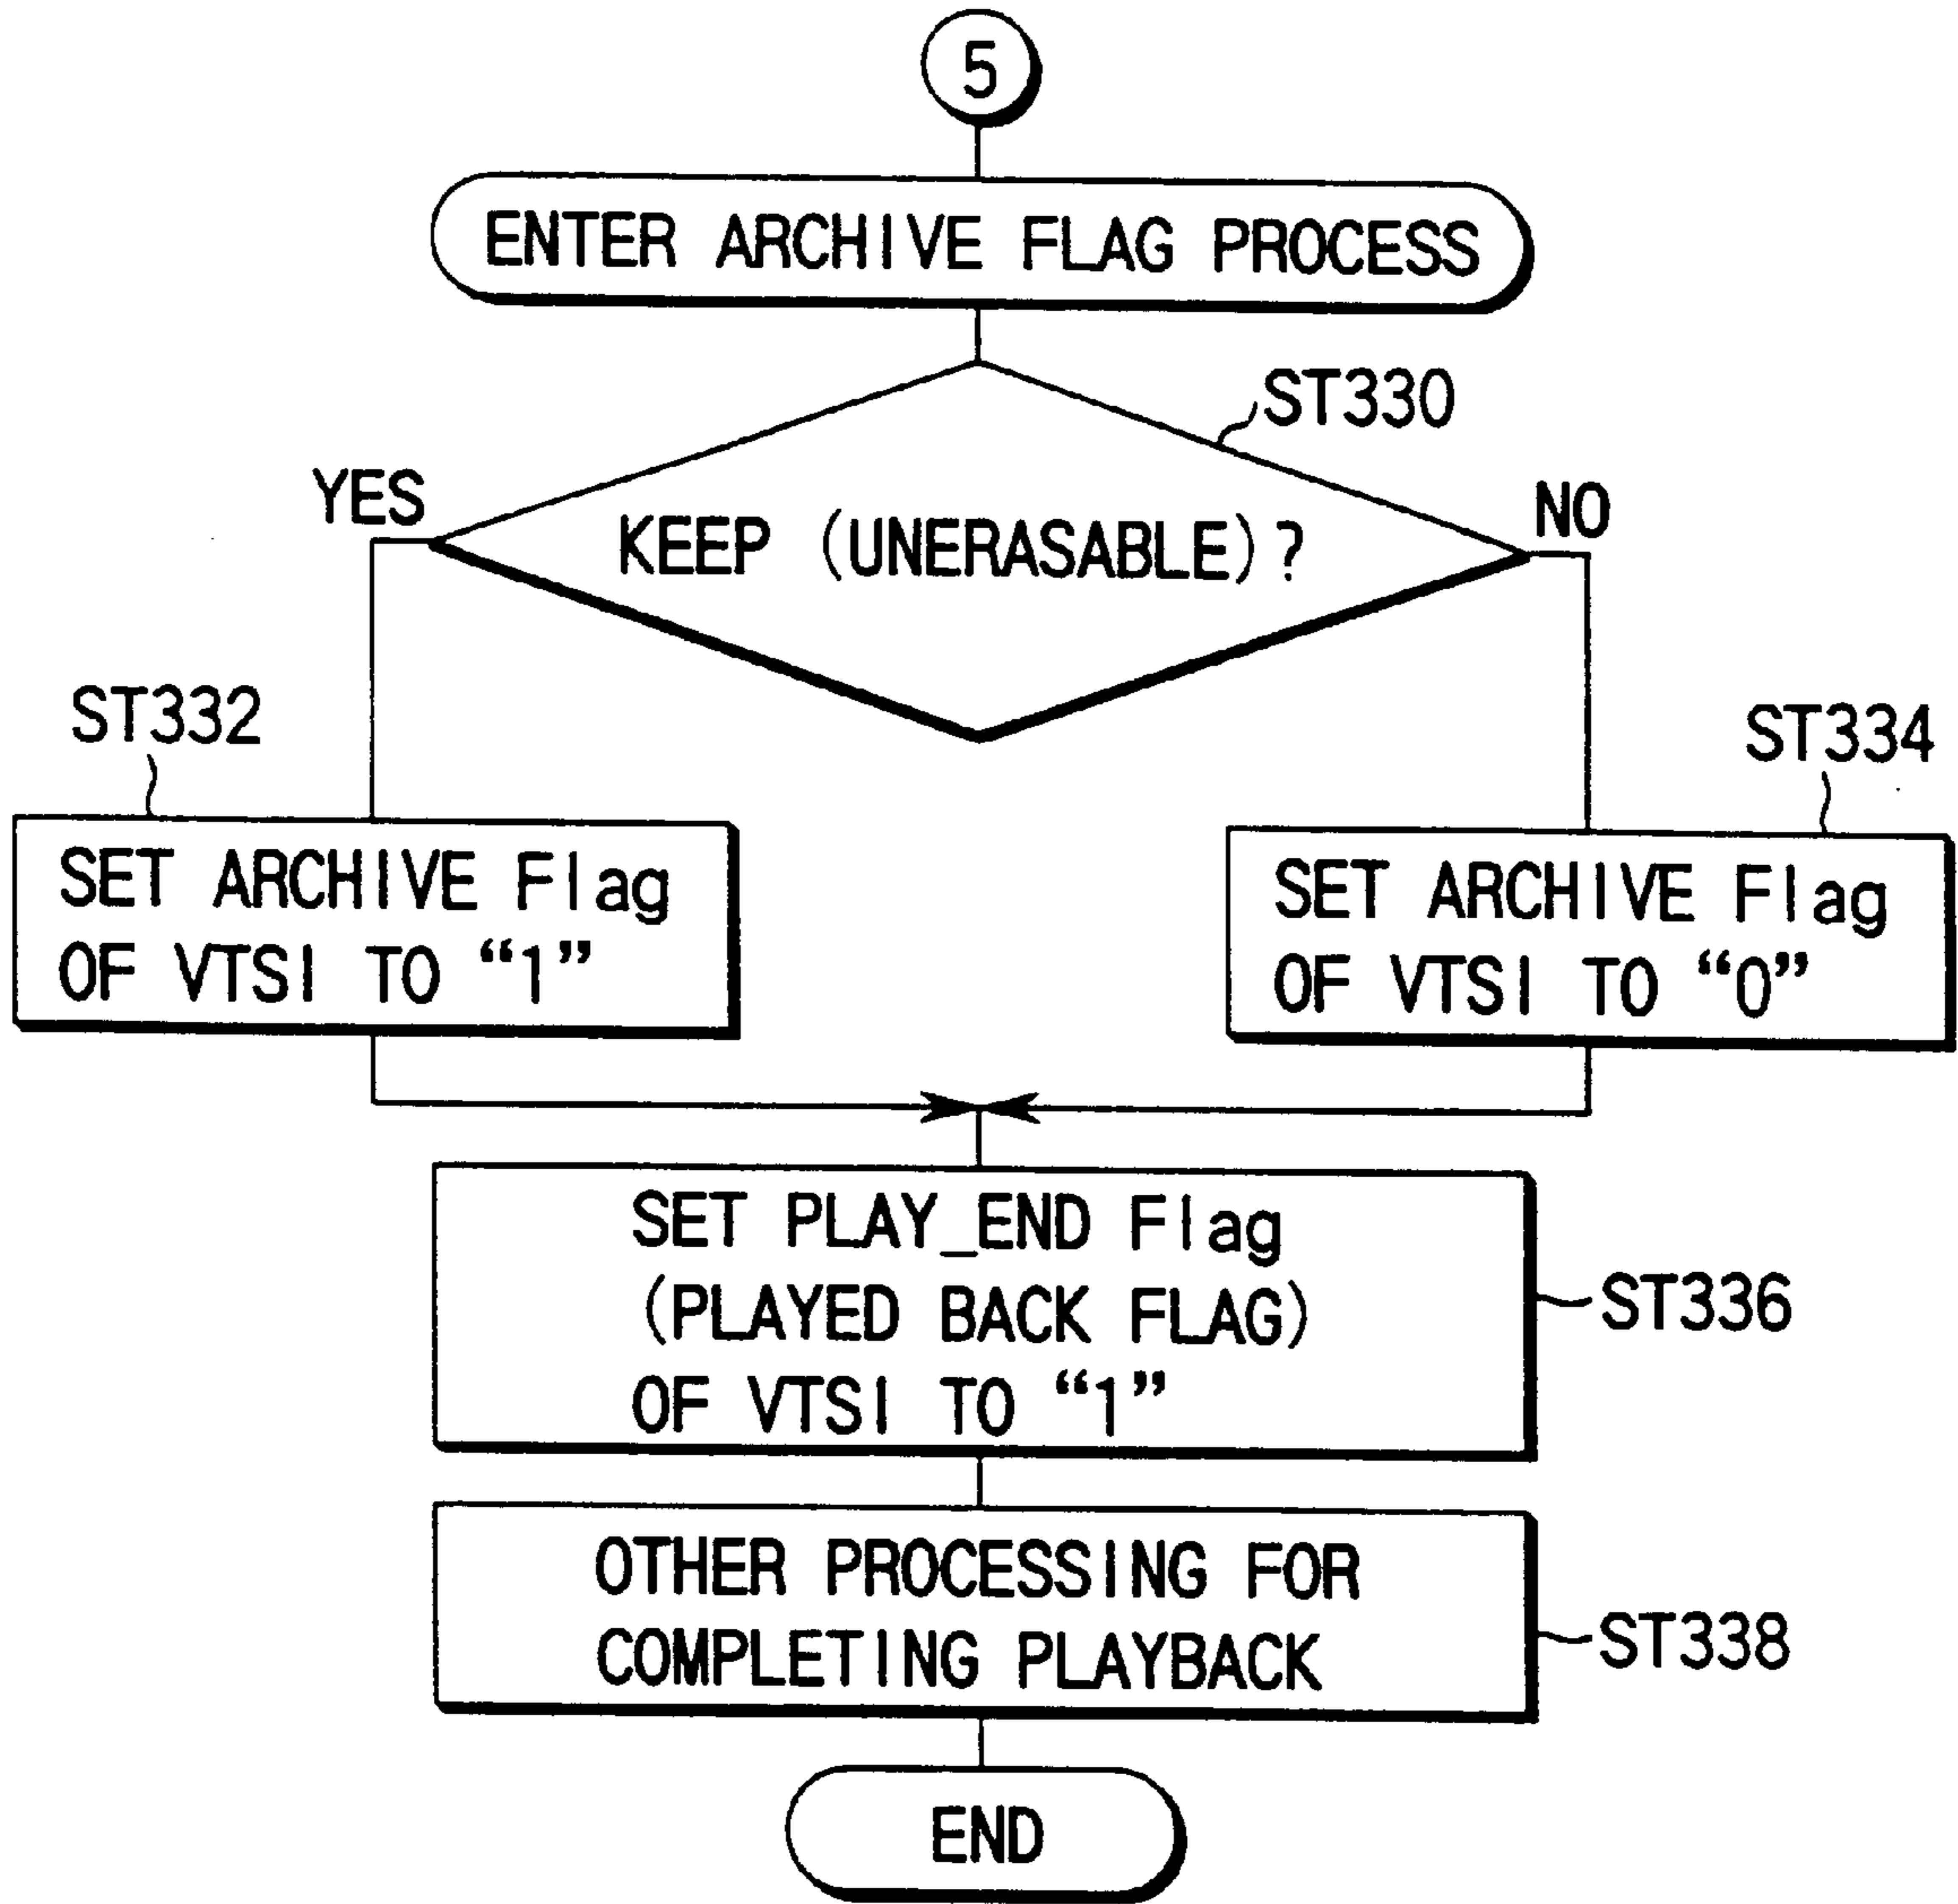 5
ENTER ARCHIVE FLAG PROCESS
ST330
YES
NO
KEEP (UNERASABLE)?
ST332
ST334
SET ARCHIVE Flag
OF VTSI TO “1”
SET ARCHIVE Flag
OF VTSI TO “0”
SET PLAY_END Flag
(PLAYED BACK FLAG)
OF VTSI TO “1”
ST336
OTHER PROCESSING FOR
COMPLETING PLAYBACK
ST338
END